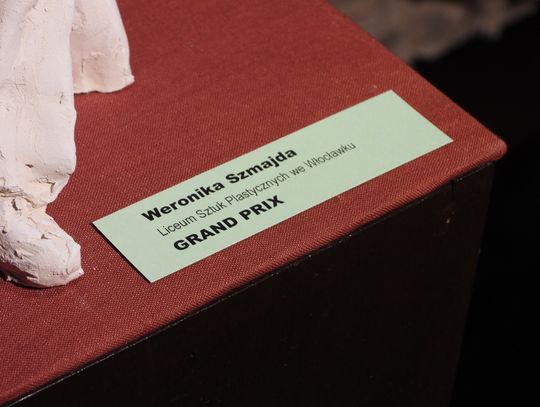 Weronika Szmajda
Liceum Sztuk Plastycznych we Włocławku
GRAND PRIX